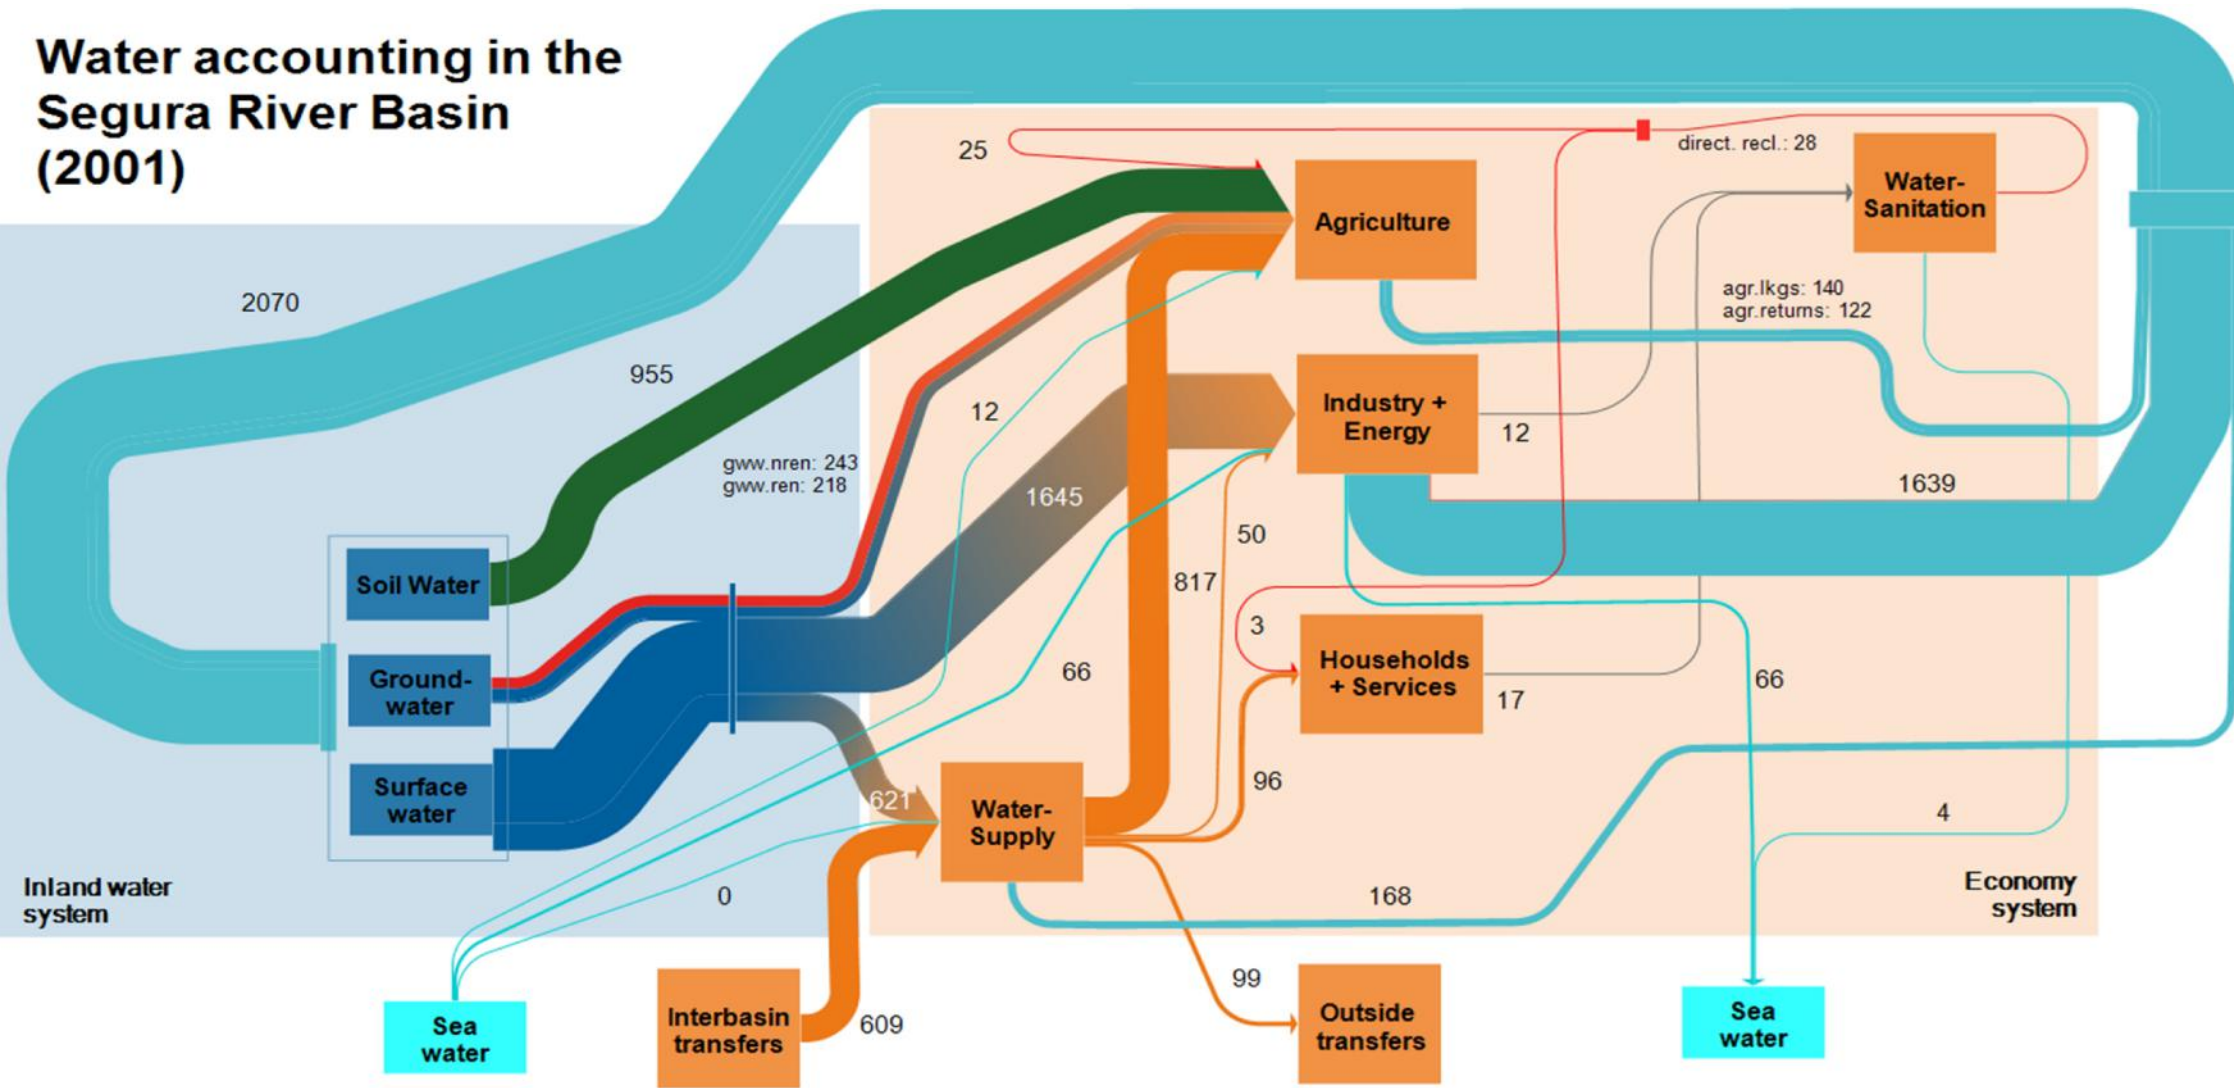 Water accounting in the
Segura River Basin
(2001)
25
direct. recl.: 28
Water-
Sanitation
Agriculture
2070
agr.lkgs: 140
agr.returns: 122
955
12
Industry +
Energy
12
gww.nren: 243
gww.ren: 218
1645
1639
50
Soil Water
817
3
Ground-
water
66
Households
+ Services
17
66
Surface
water
621
Water-
Supply
96
4
Inland water
system
0
168
Economy
system
99
Sea
water
Interbasin
transfers
609
Outside
transfers
Sea
water